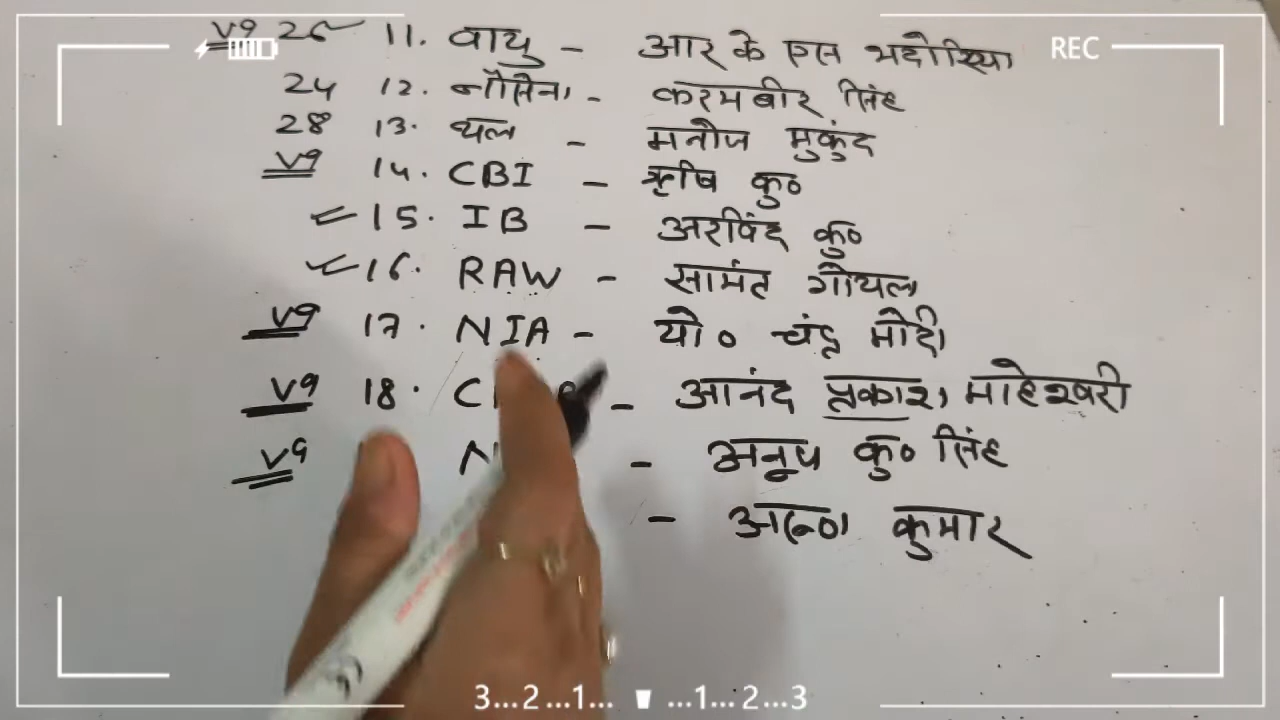 V9 26 11. वायु - आर के एस भदोरिया REC
24 12. नौसेना - करमबीर सिंह
28 13. थल - मनोज मुकुंद
V9 14. CBI - ऋषि कु०
15. IB - अरविंद कु०
16. RAW - सामंत गोयल
V9 17. NIA - यो० चंद्र मोदी
V9 18. - आनंद प्रकाश माहेश्वरी
V9 - अनूप कु० सिंह
- कुमार
3...2...1... ...1...2...3